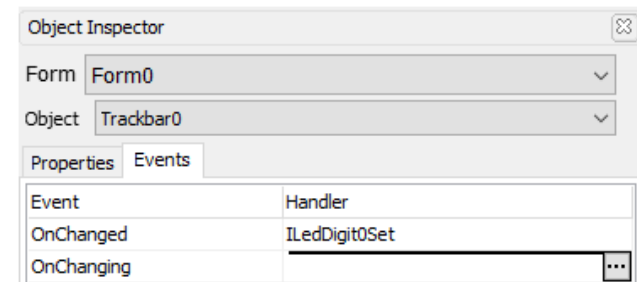 Object Inspector
Form Form0
Object Trackbar0
Properties Events
Event Handler
OnChanged ILedDigit0Set
OnChanging ...